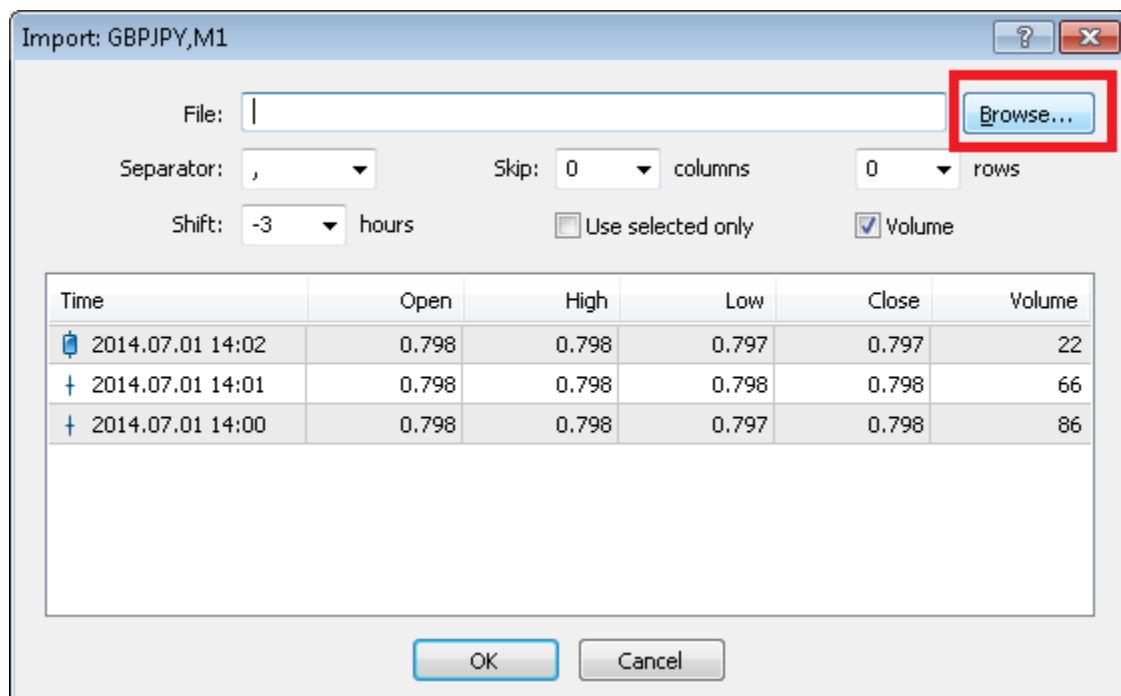 Import: GBPJPY,M1
File: Browse...
Separator: , Skip: 0 columns 0 rows
Shift: -3 hours Use selected only Volume
Time Open High Low Close Volume
2014.07.01 14:02 0.798 0.798 0.797 0.797 22
2014.07.01 14:01 0.798 0.798 0.798 0.798 66
2014.07.01 14:00 0.798 0.798 0.797 0.798 86
OK Cancel